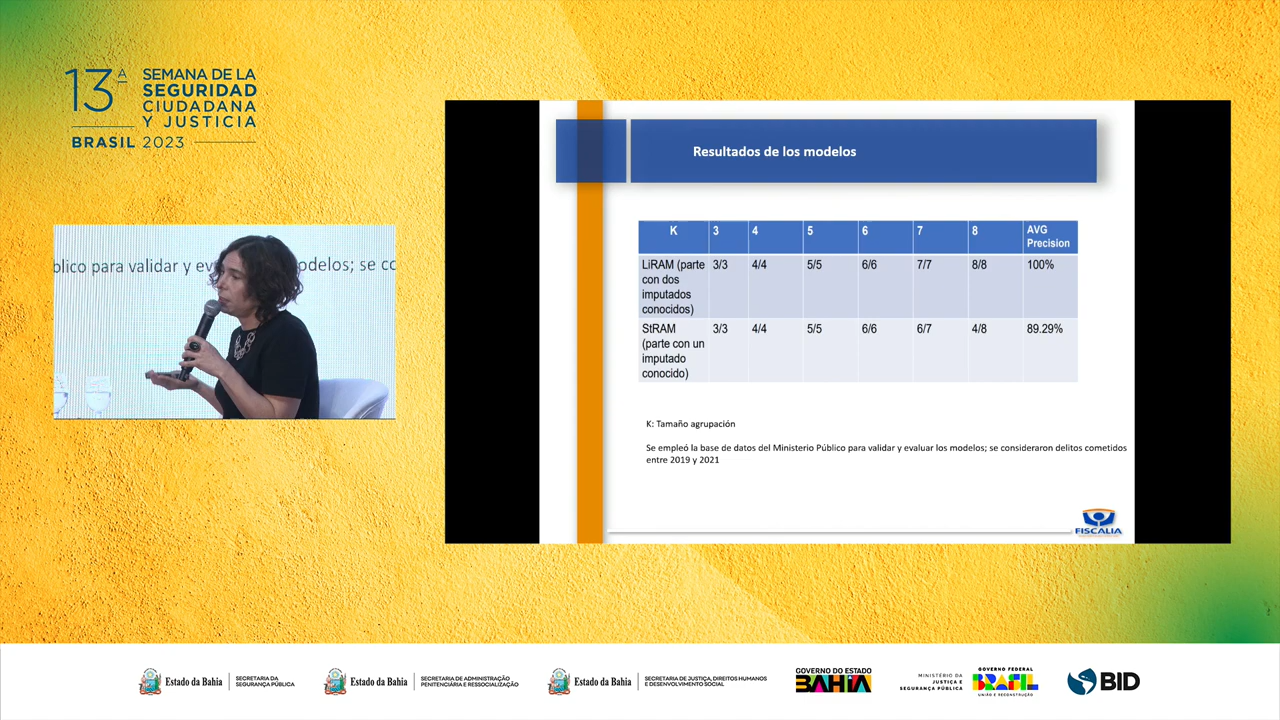 13ª
SEMANA DE LA
SEGURIDAD
CIUDADANA
Y JUSTICIA
BRASIL 2023
blico para validar y eva odelos; se co
Resultados de los modelos
K 3 4 5 6 7 8 AVG Precision
LiRAM (parte con dos imputados conocidos) 3/3 4/4 5/5 6/6 7/7 8/8 100%
StRAM (parte con un imputado conocido) 3/3 4/4 5/5 6/6 6/7 4/8 89.29%
K: Tamaño agrupación
Se empleó la base de datos del Ministerio Público para validar y evaluar los modelos; se consideraron delitos cometidos
entre 2019 y 2021
FISCALIA
Estado da Bahia
SECRETARIA DA
SEGURANÇA PÚBLICA
Estado da Bahia
SECRETARIA DE ADMINISTRAÇÃO
PENITENCIÁRIA E RESSOCIALIZAÇÃO
Estado da Bahia
SECRETARIA DE JUSTIÇA, DIREITOS HUMANOS
E DESENVOLVIMENTO SOCIAL
GOVERNO DO ESTADO
BAHIA
MINISTÉRIO DA
JUSTIÇA E
SEGURANÇA PÚBLICA
GOVERNO FEDERAL
BRASIL
UNIÃO E RECONSTRUÇÃO
BID